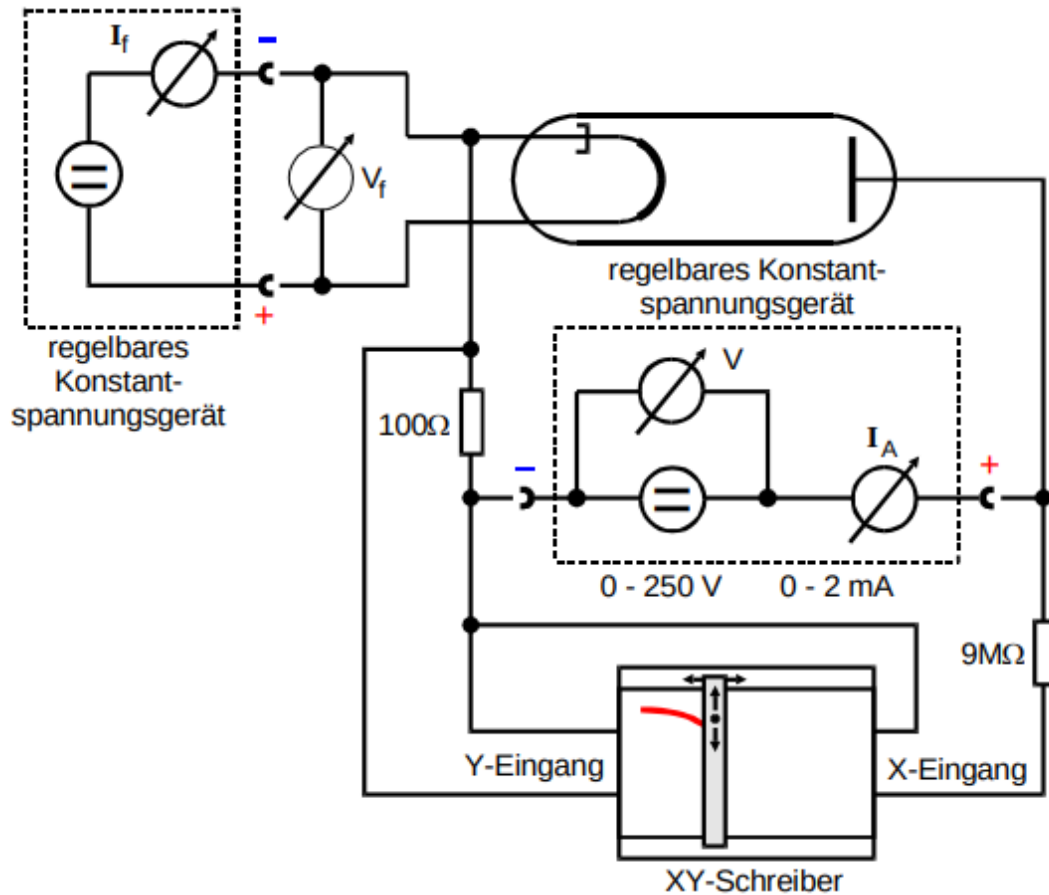 I_f
−
V_f
+
regelbares
Konstant-
spannungsgerät
regelbares Konstant-
spannungsgerät
100Ω
V
−
I_A
+
0 - 250 V
0 - 2 mA
9MΩ
Y-Eingang
X-Eingang
XY-Schreiber